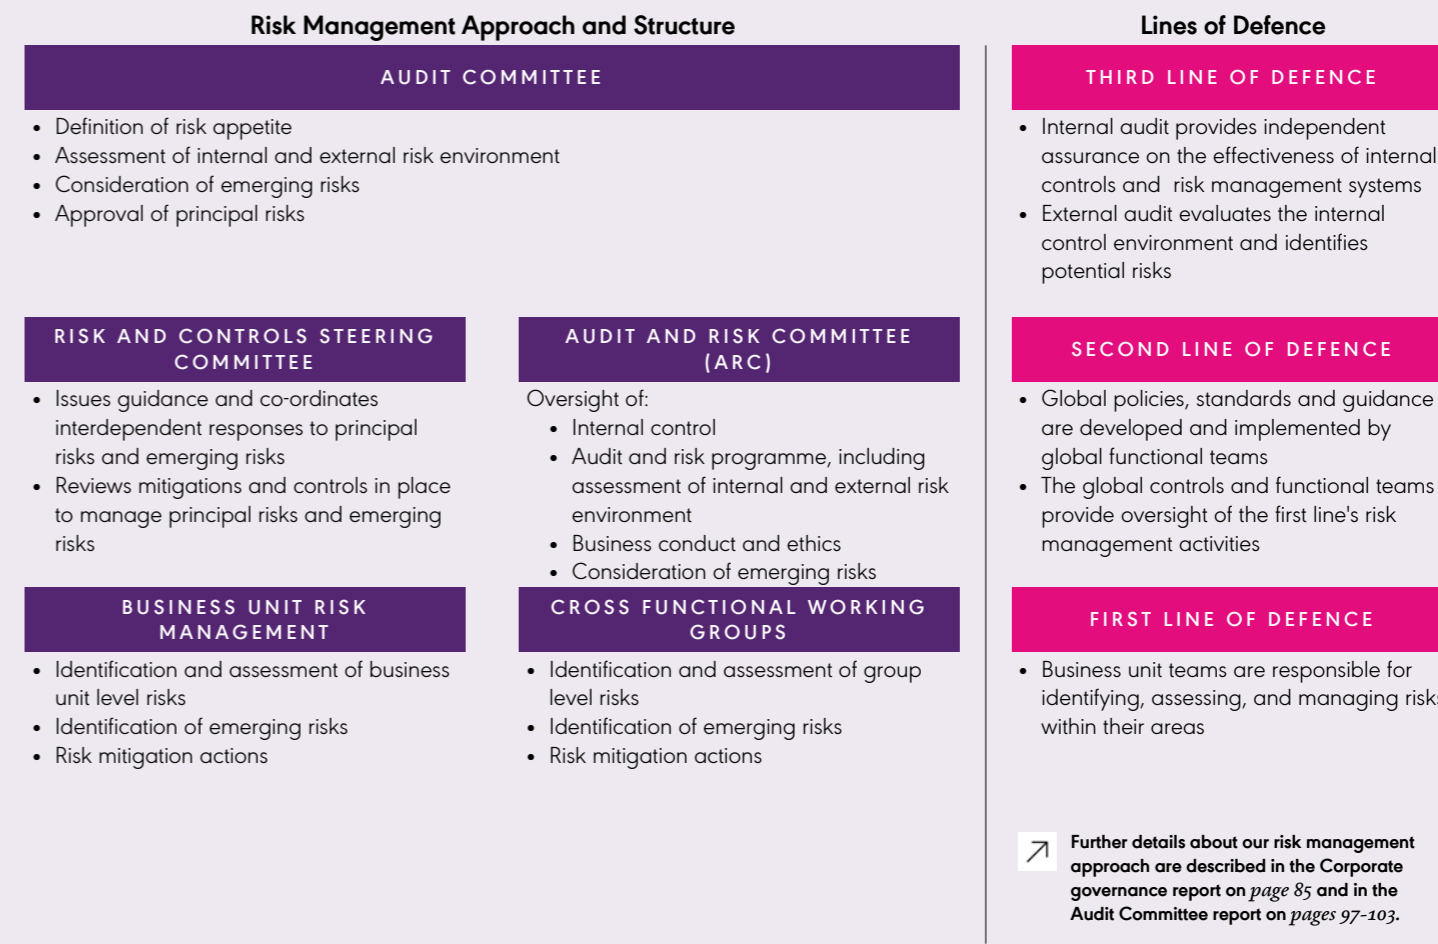 Risk Management Approach and Structure
AUDIT COMMITTEE
• Definition of risk appetite
• Assessment of internal and external risk environment
• Consideration of emerging risks
• Approval of principal risks
RISK AND CONTROLS STEERING
COMMITTEE
• Issues guidance and co-ordinates
interdependent responses to principal
risks and emerging risks
• Reviews mitigations and controls in place
to manage principal risks and emerging
risks
AUDIT AND RISK COMMITTEE
(ARC)
Oversight of:
• Internal control
• Audit and risk programme, including
assessment of internal and external risk
environment
• Business conduct and ethics
• Consideration of emerging risks
BUSINESS UNIT RISK
MANAGEMENT
• Identification and assessment of business
unit level risks
• Identification of emerging risks
• Risk mitigation actions
CROSS FUNCTIONAL WORKING
GROUPS
• Identification and assessment of group
level risks
• Identification of emerging risks
• Risk mitigation actions
Lines of Defence
THIRD LINE OF DEFENCE
• Internal audit provides independent
assurance on the effectiveness of internal
controls and  risk management systems
• External audit evaluates the internal
control environment and identifies
potential risks
SECOND LINE OF DEFENCE
• Global policies, standards and guidance
are developed and implemented by
global functional teams
• The global controls and functional teams
provide oversight of the first line's risk
management activities
FIRST LINE OF DEFENCE
• Business unit teams are responsible for
identifying, assessing, and managing risks
within their areas
Further details about our risk management
approach are described in the Corporate
governance report on page 85 and in the
Audit Committee report on pages 97-103.